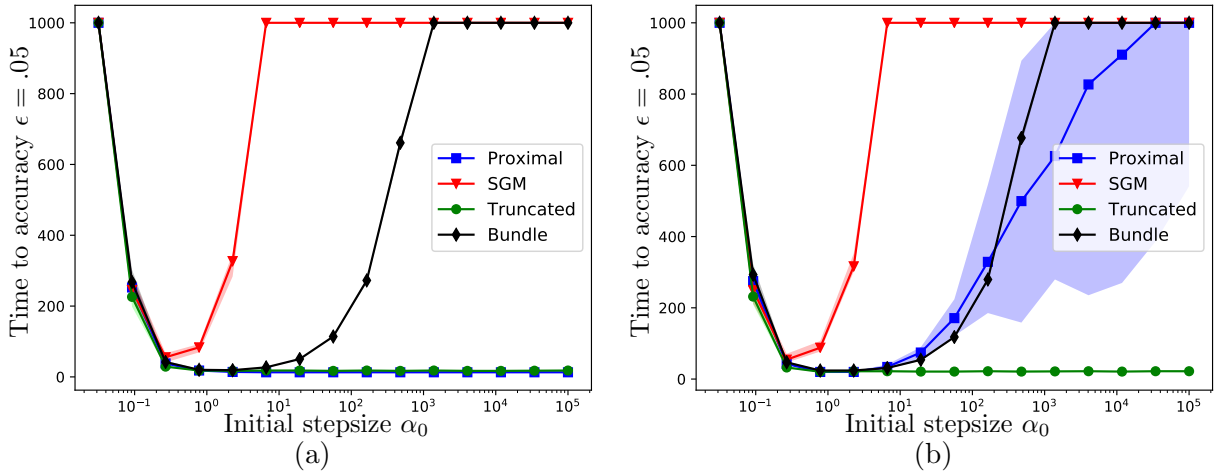 Time to accuracy ϵ = .05
1000
800
600
400
200
0
Proximal
SGM
Truncated
Bundle
10⁻¹ 10⁰ 10¹ 10² 10³ 10⁴ 10⁵
Initial stepsize α₀
(a)
Time to accuracy ϵ = .05
1000
800
600
400
200
0
Proximal
SGM
Truncated
Bundle
10⁻¹ 10⁰ 10¹ 10² 10³ 10⁴ 10⁵
Initial stepsize α₀
(b)